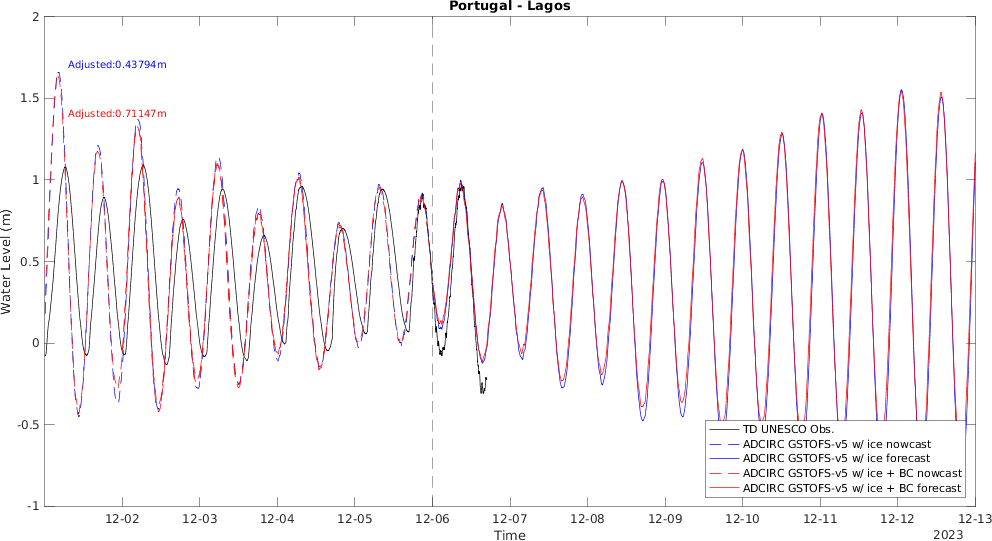 Portugal - Lagos
2
1.5
1
0.5
0
-0.5
-1
Water Level (m)
Adjusted:0.43794m
Adjusted:0.71147m
TD UNESCO Obs.
ADCIRC GSTOFS-v5 w/ ice nowcast
ADCIRC GSTOFS-v5 w/ ice forecast
ADCIRC GSTOFS-v5 w/ ice + BC nowcast
ADCIRC GSTOFS-v5 w/ ice + BC forecast
12-02 12-03 12-04 12-05 12-06 12-07 12-08 12-09 12-10 12-11 12-12 12-13
Time
2023